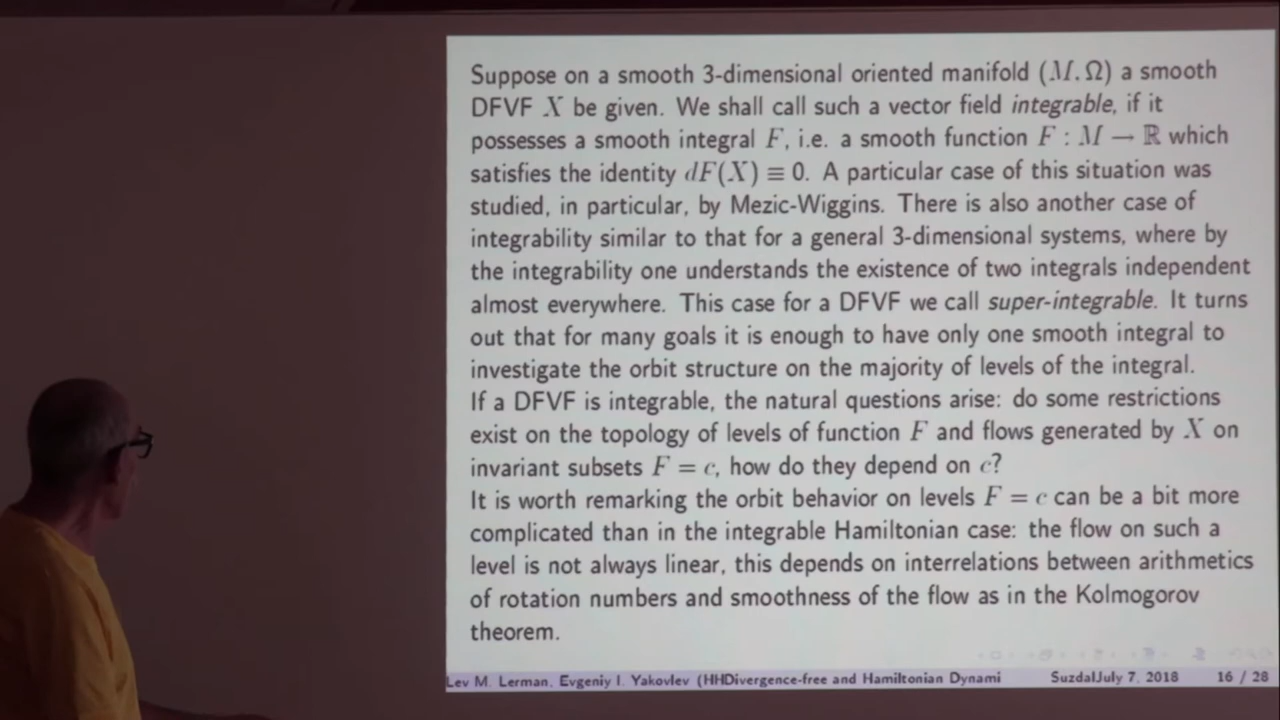 Suppose on a smooth 3-dimensional oriented manifold (M.Ω) a smooth
DFVF X be given. We shall call such a vector field integrable, if it
possesses a smooth integral F, i.e. a smooth function F : M → ℝ which
satisfies the identity dF(X) ≡ 0. A particular case of this situation was
studied, in particular, by Mezic-Wiggins. There is also another case of
integrability similar to that for a general 3-dimensional systems, where by
the integrability one understands the existence of two integrals independent
almost everywhere. This case for a DFVF we call super-integrable. It turns
out that for many goals it is enough to have only one smooth integral to
investigate the orbit structure on the majority of levels of the integral.
If a DFVF is integrable, the natural questions arise: do some restrictions
exist on the topology of levels of function F and flows generated by X on
invariant subsets F = c, how do they depend on c?
It is worth remarking the orbit behavior on levels F = c can be a bit more
complicated than in the integrable Hamiltonian case: the flow on such a
level is not always linear, this depends on interrelations between arithmetics
of rotation numbers and smoothness of the flow as in the Kolmogorov
theorem.
Lev M. Lerman, Evgeniy I. Yakovlev (HHDivergence-free and Hamiltonian Dynami SuzdalJuly 7, 2018 16 / 28